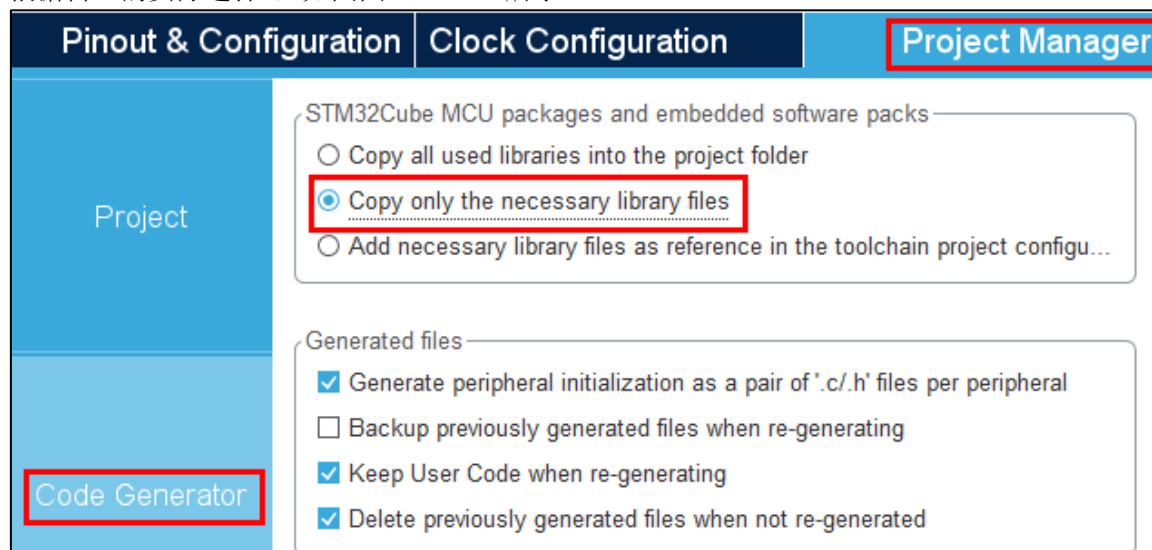 Pinout & Configuration
Clock Configuration
Project Manager
STM32Cube MCU packages and embedded software packs
Copy all used libraries into the project folder
Copy only the necessary library files
Add necessary library files as reference in the toolchain project configu...
Project
Generated files
Generate peripheral initialization as a pair of '.c/.h' files per peripheral
Backup previously generated files when re-generating
Keep User Code when re-generating
Delete previously generated files when not re-generated
Code Generator